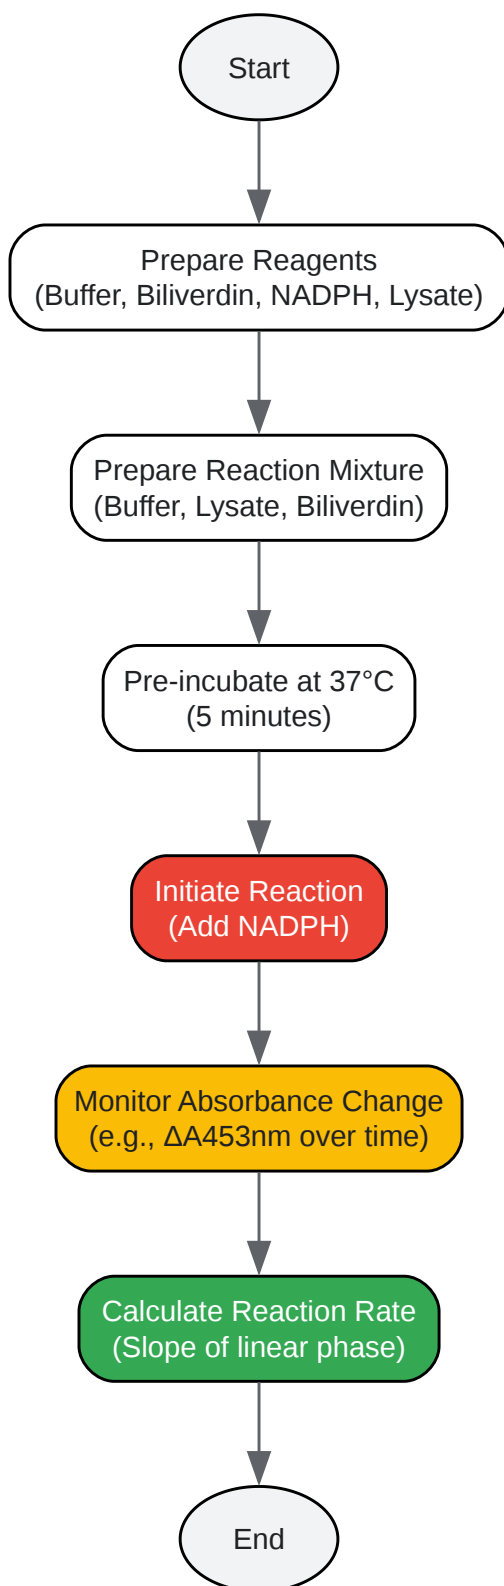 Start
Prepare Reagents
(Buffer, Biliverdin, NADPH, Lysate)
Prepare Reaction Mixture
(Buffer, Lysate, Biliverdin)
Pre-incubate at 37°C
(5 minutes)
Initiate Reaction
(Add NADPH)
Monitor Absorbance Change
(e.g., ΔA453nm over time)
Calculate Reaction Rate
(Slope of linear phase)
End